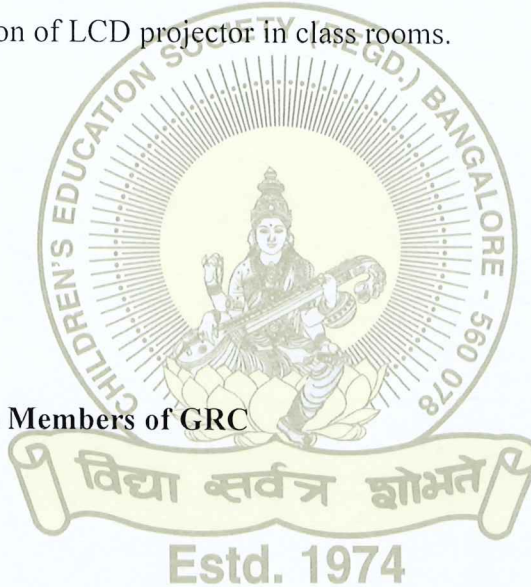 on of LCD projector in class rooms.
CHILDREN'S EDUCATION SOCIETY (REGD.) BANGALORE - 560 078
Members of GRC
विद्या सर्वत्र शोभते
Estd. 1974